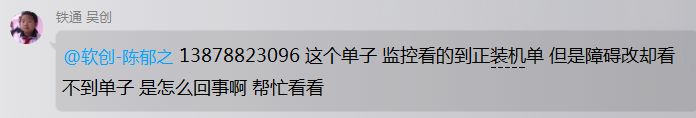 铁通 吴创
@软创-陈郁之 13878823096 这个单子 监控看的到正装机单 但是障碍改却看
不到单子 是怎么回事啊 帮忙看看